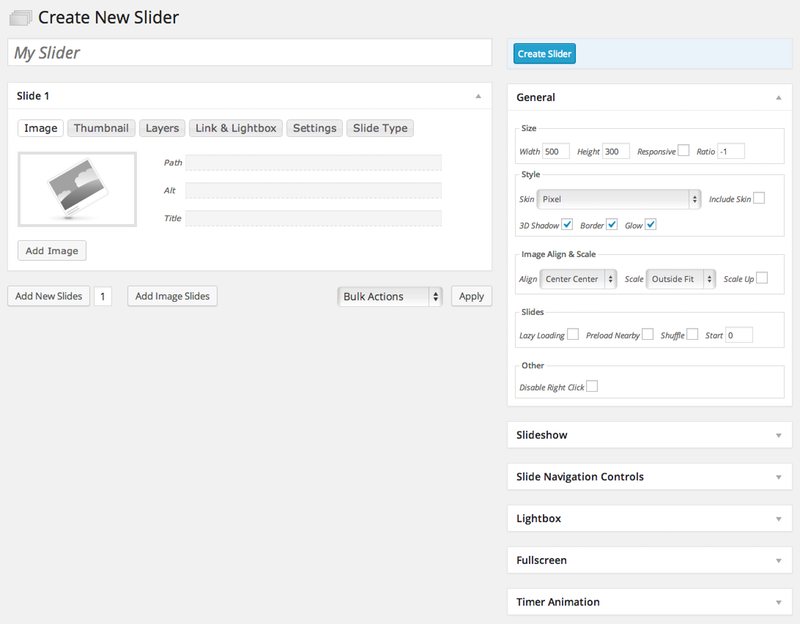 Create New Slider
My Slider
Slide 1
Image Thumbnail Layers Link & Lightbox Settings Slide Type
Path
Alt
Title
Add Image
Add New Slides 1 Add Image Slides Bulk Actions Apply
Create Slider
General
Size
Width 500 Height 300 Responsive Ratio -1
Style
Skin Pixel Include Skin
3D Shadow Border Glow
Image Align & Scale
Align Center Center Scale Outside Fit Scale Up
Slides
Lazy Loading Preload Nearby Shuffle Start 0
Other
Disable Right Click
Slideshow
Slide Navigation Controls
Lightbox
Fullscreen
Timer Animation